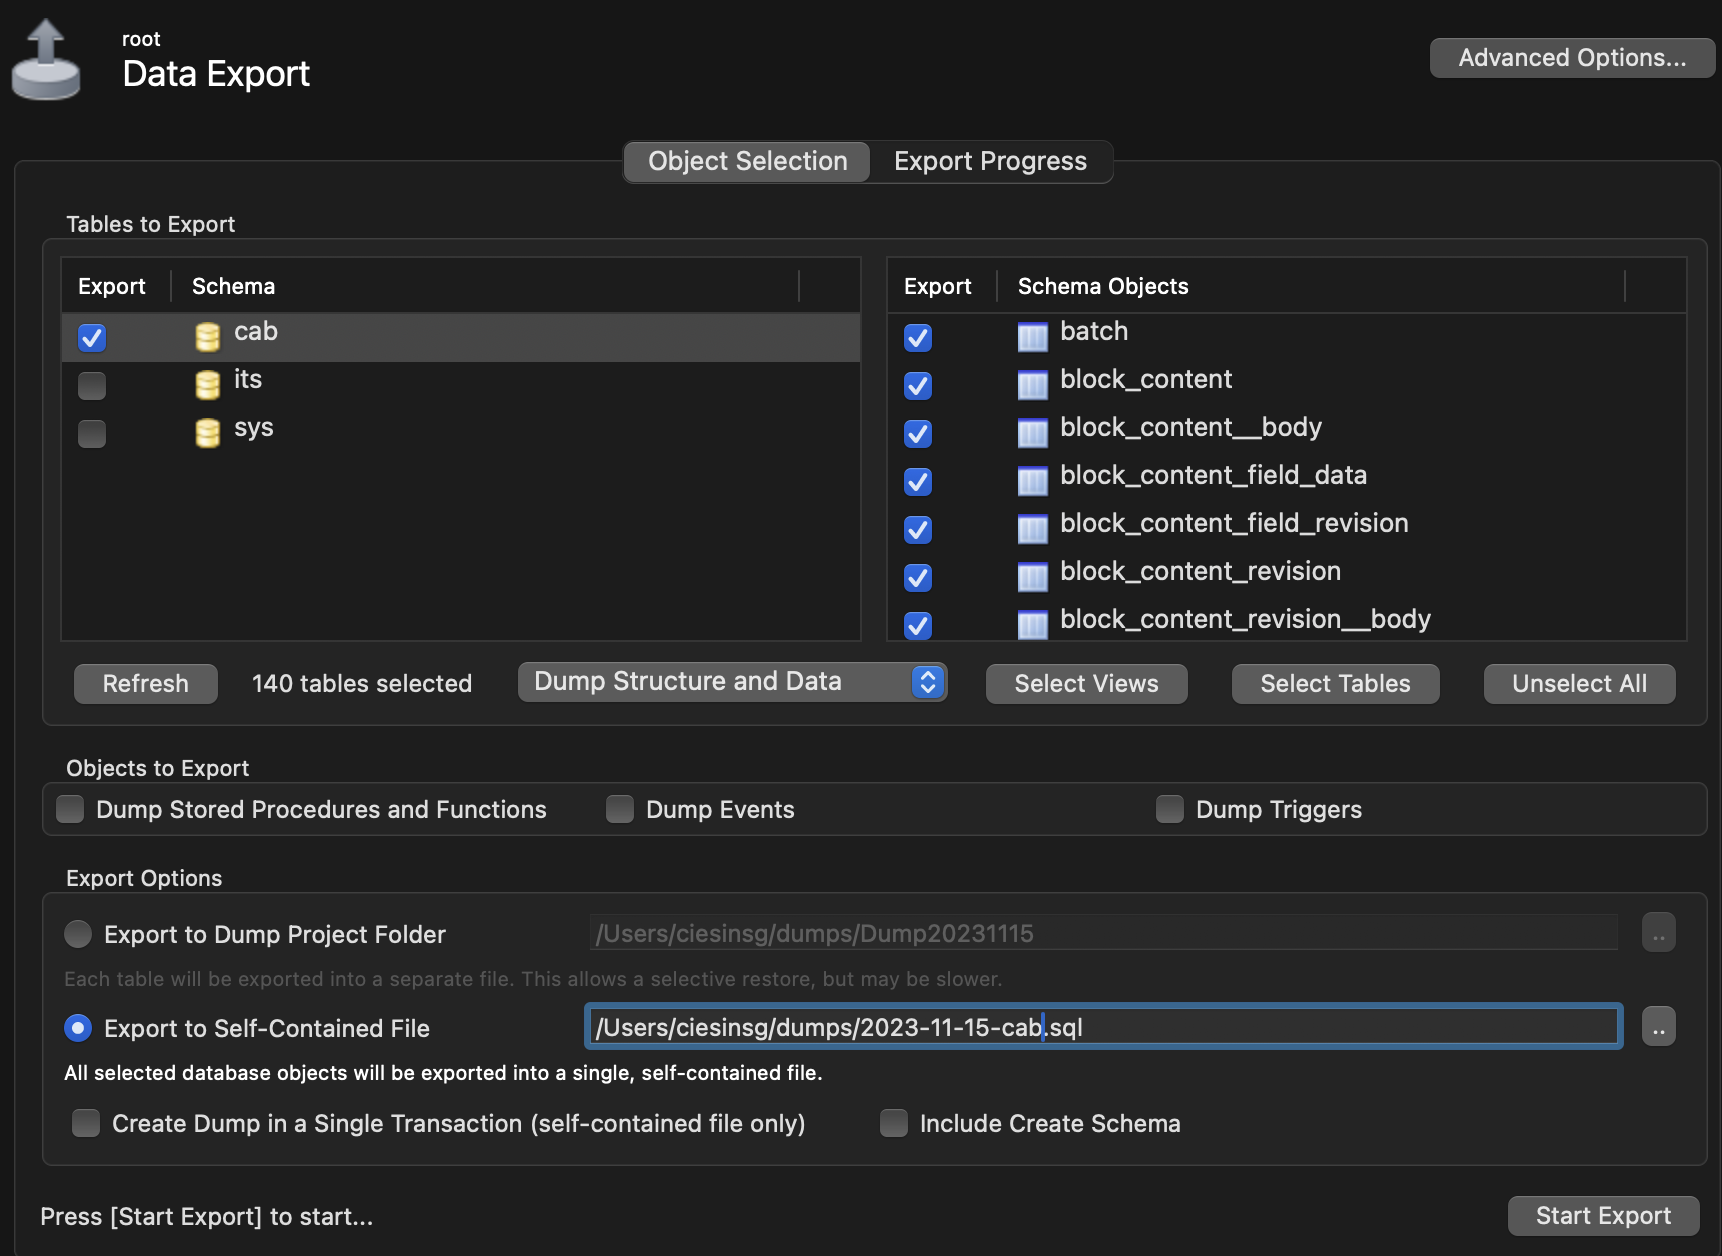 root
Data Export
Advanced Options...
Object Selection Export Progress
Tables to Export
Export Schema
cab
its
sys
Export Schema Objects
batch
block_content
block_content__body
block_content_field_data
block_content_field_revision
block_content_revision
block_content_revision__body
Refresh 140 tables selected Dump Structure and Data Select Views Select Tables Unselect All
Objects to Export
Dump Stored Procedures and Functions Dump Events Dump Triggers
Export Options
Export to Dump Project Folder /Users/ciesinsg/dumps/Dump20231115 ..
Each table will be exported into a separate file. This allows a selective restore, but may be slower.
Export to Self-Contained File /Users/ciesinsg/dumps/2023-11-15-cab.sql ..
All selected database objects will be exported into a single, self-contained file.
Create Dump in a Single Transaction (self-contained file only) Include Create Schema
Press [Start Export] to start... Start Export